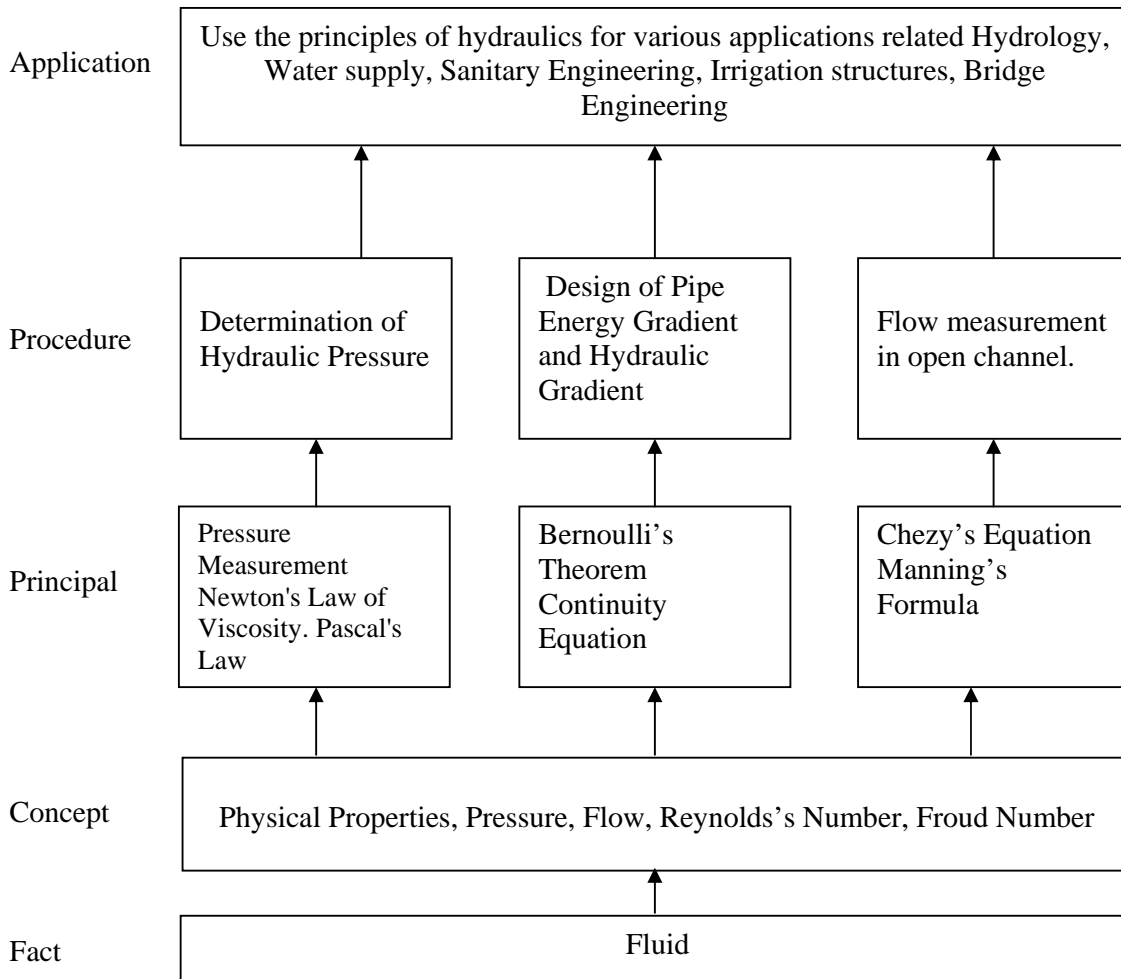 Application
Use the principles of hydraulics for various applications related Hydrology,
Water supply, Sanitary Engineering, Irrigation structures, Bridge
Engineering
Procedure
Determination of
Hydraulic Pressure
Design of Pipe
Energy Gradient
and Hydraulic
Gradient
Flow measurement
in open channel.
Principal
Pressure
Measurement
Newton's Law of
Viscosity. Pascal's
Law
Bernoulli’s
Theorem
Continuity
Equation
Chezy’s Equation
Manning’s
Formula
Concept
Physical Properties, Pressure, Flow, Reynolds’s Number, Froud Number
Fact
Fluid